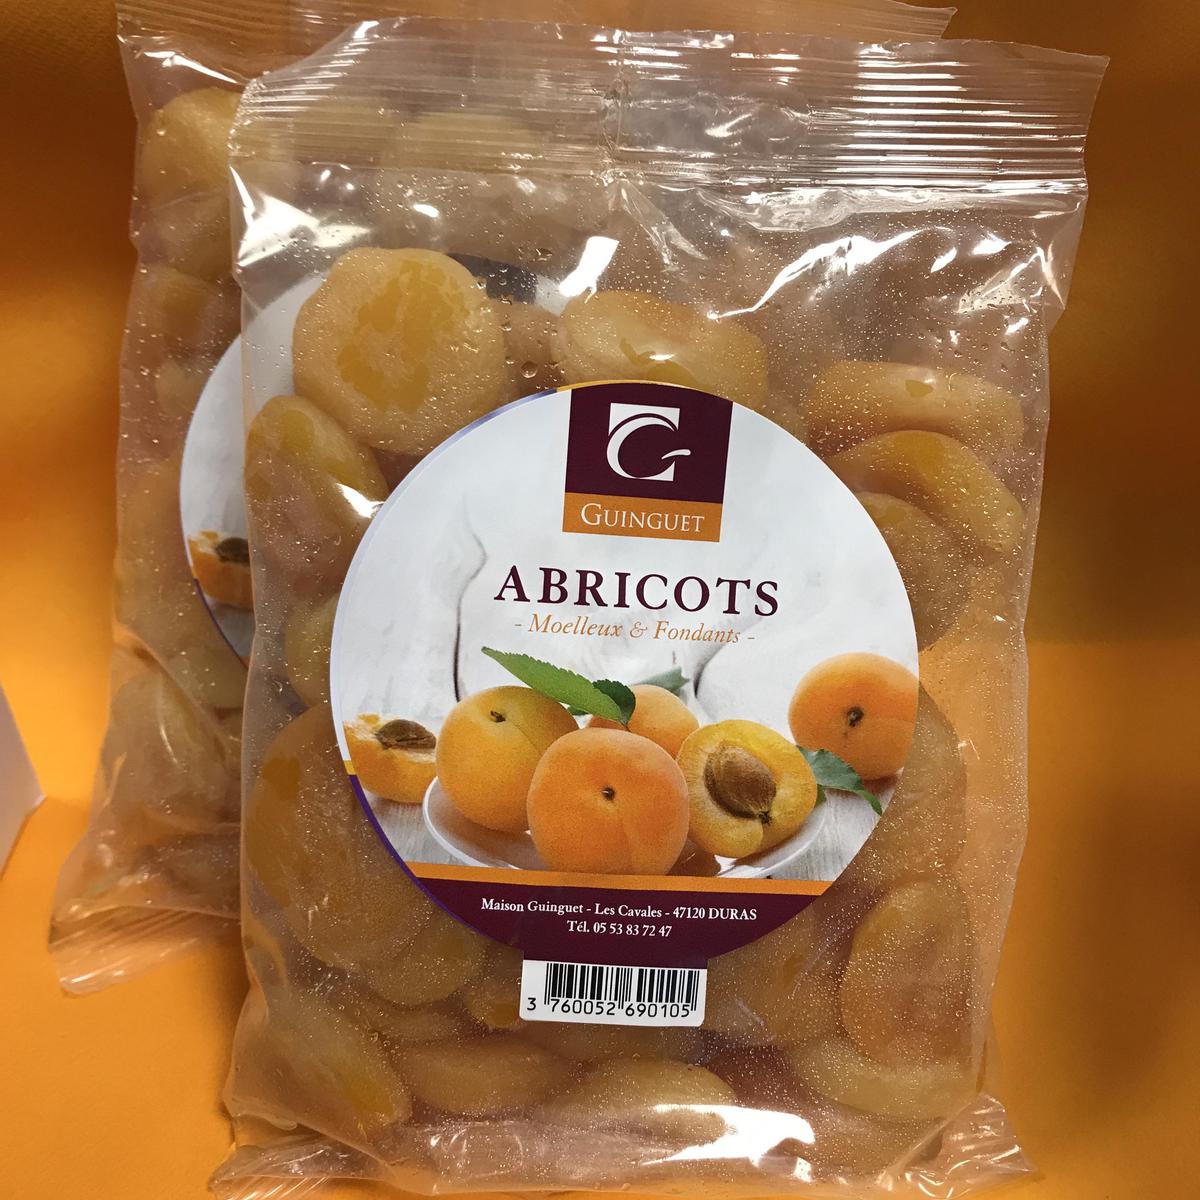 G
GUINGUET
ABRICOTS
- Moelleux & Fondants -
Maison Guinguet - Les Cavales - 47120 DURAS
Tél. 05 53 83 72 47
3 760052 690105